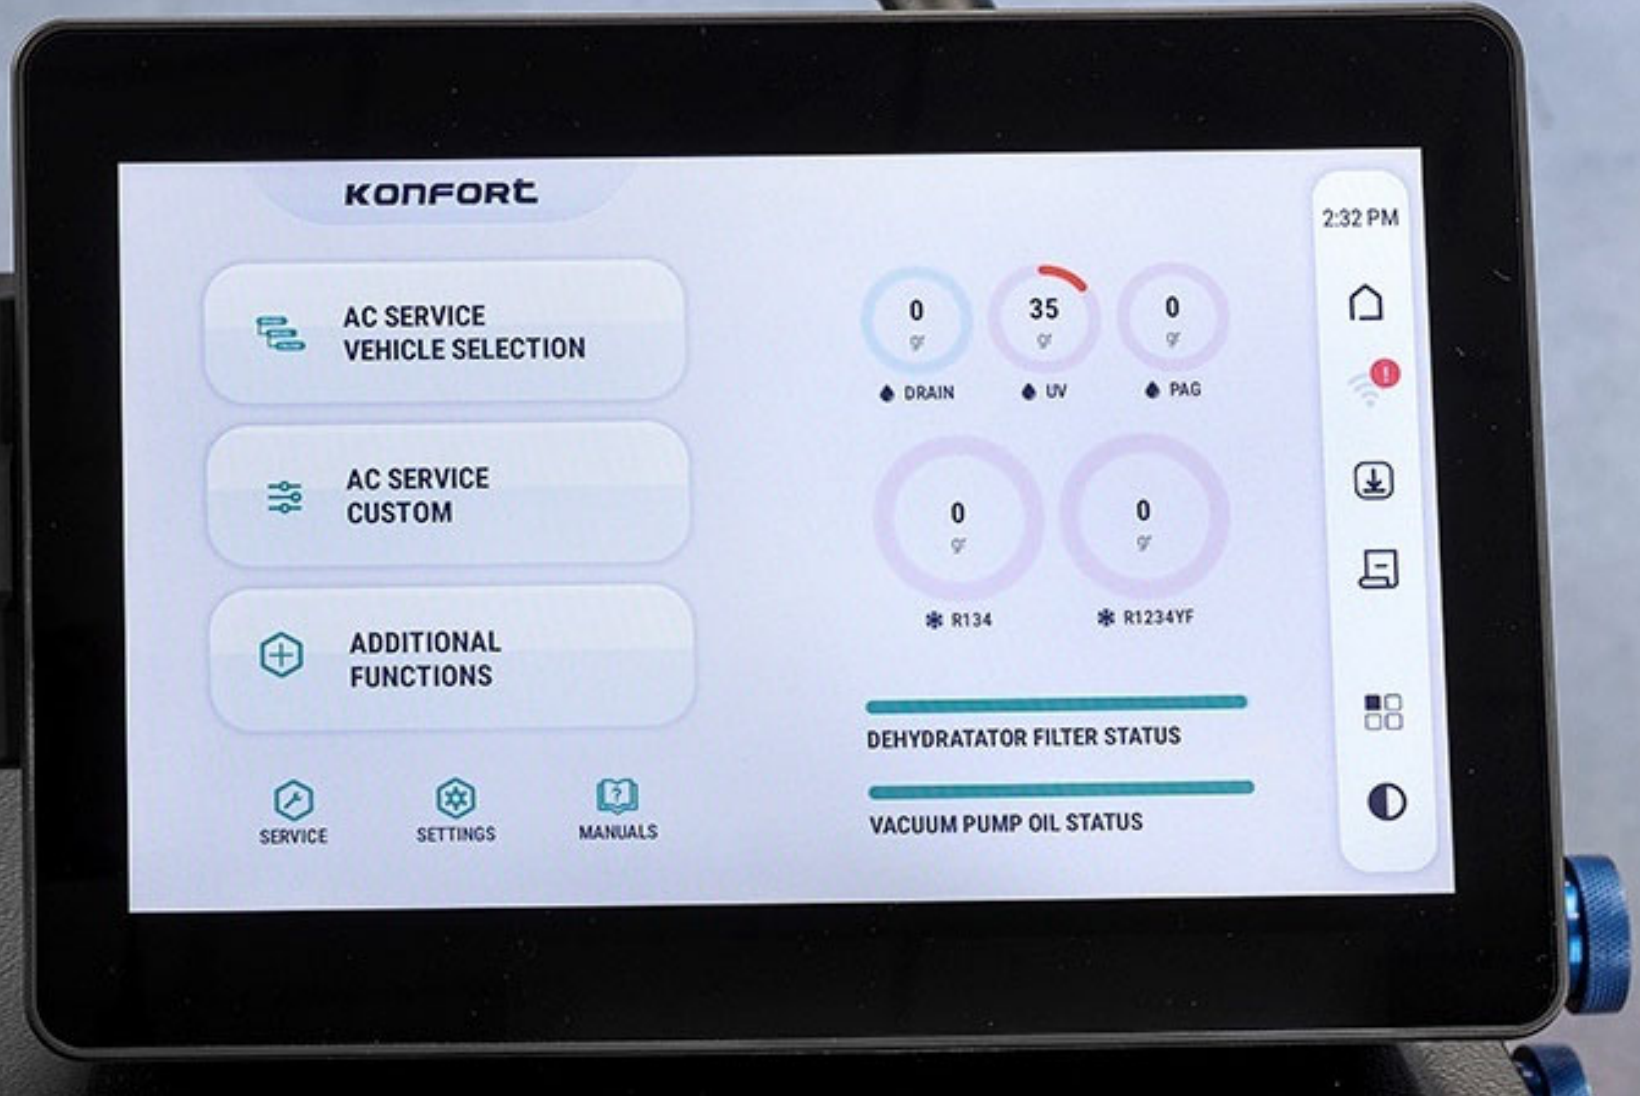 KONFORT
AC SERVICE
VEHICLE SELECTION
AC SERVICE
CUSTOM
ADDITIONAL
FUNCTIONS
SERVICE
SETTINGS
?
MANUALS
0
gr
DRAIN
35
gr
UV
0
gr
PAG
0
gr
R134
0
gr
R1234YF
DEHYDRATATOR FILTER STATUS
VACUUM PUMP OIL STATUS
2:32 PM
!